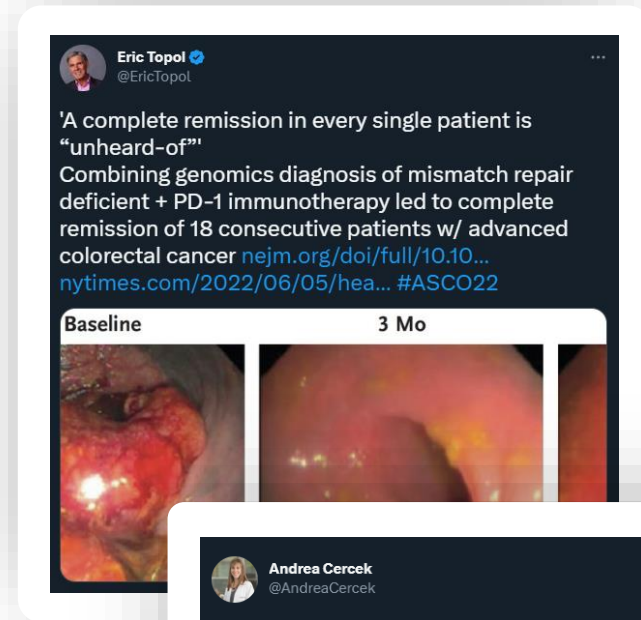 Eric Topol
@EricTopol
'A complete remission in every single patient is
“unheard-of”'
Combining genomics diagnosis of mismatch repair
deficient + PD-1 immunotherapy led to complete
remission of 18 consecutive patients w/ advanced
colorectal cancer nejm.org/doi/full/10.10...
nytimes.com/2022/06/05/hea... #ASCO22
Baseline 3 Mo
Andrea Cercek
@AndreaCercek